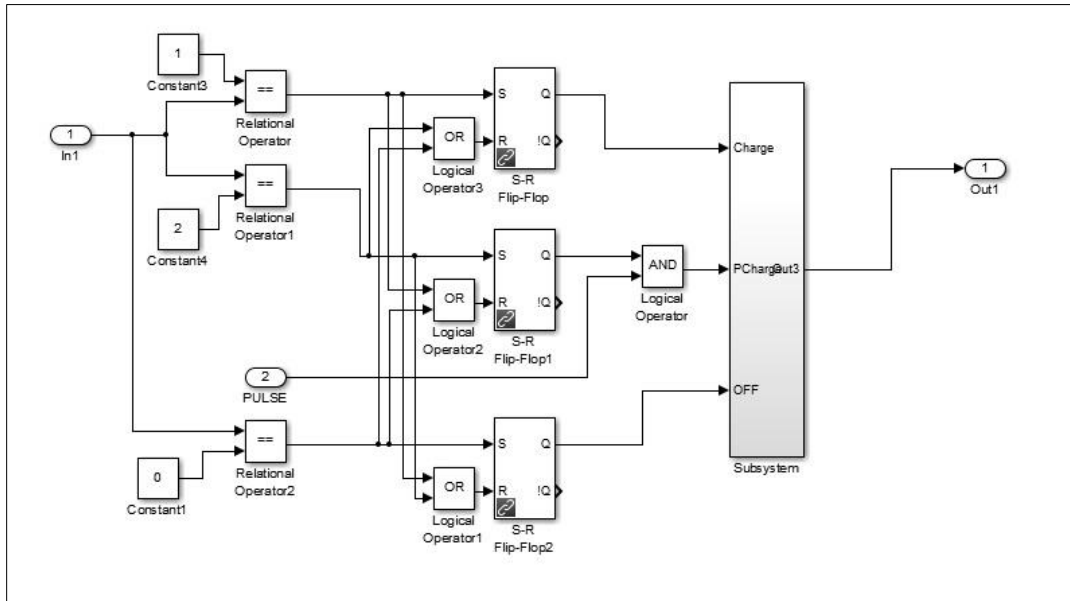 1
Constant3
==
Relational
Operator
1
In1
==
Relational
Operator1
2
Constant4
OR
Logical
Operator3
S
Q
R
!Q
S-R
Flip-Flop
Charge
1
Out1
S
Q
R
!Q
S-R
Flip-Flop1
OR
Logical
Operator2
AND
Logical
Operator
PCharge
Out3
2
PULSE
OFF
==
Relational
Operator2
0
Constant1
OR
Logical
Operator1
S
Q
R
!Q
S-R
Flip-Flop2
Subsystem